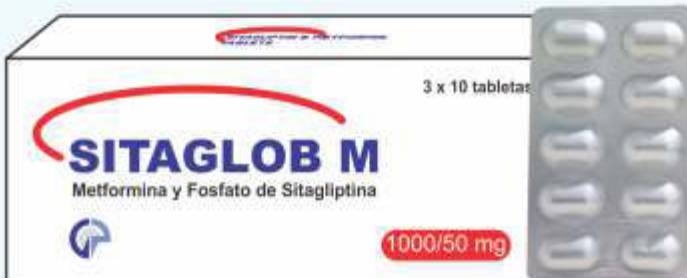 3 x 10 tabletas
SITAGLOB M
Metformina y Fosfato de Sitagliptina
1000/50 mg